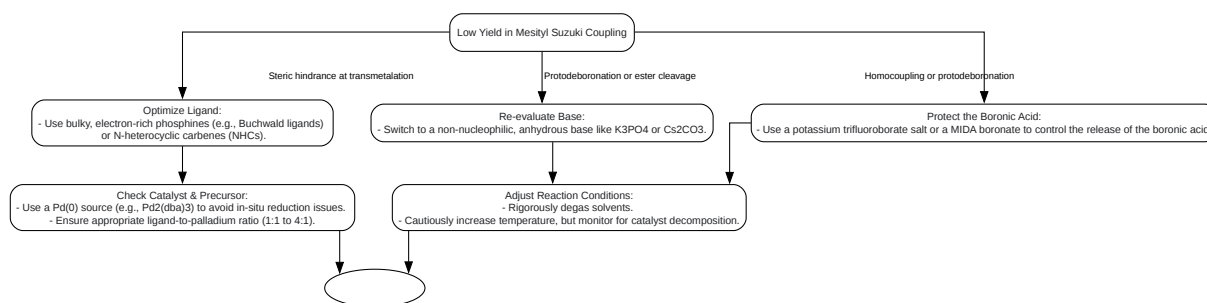 Low Yield in Mesityl Suzuki Coupling
Steric hindrance at transmetalation
Protodeboronation or ester cleavage
Homocoupling or protodeboronation
Optimize Ligand:
- Use bulky, electron-rich phosphines (e.g., Buchwald ligands)
or N-heterocyclic carbenes (NHCs).
Re-evaluate Base:
- Switch to a non-nucleophilic, anhydrous base like K3PO4 or Cs2CO3.
Protect the Boronic Acid:
- Use a potassium trifluoroborate salt or a MIDA boronate to control the release of the boronic acid.
Check Catalyst & Precursor:
- Use a Pd(0) source (e.g., Pd2(dba)3) to avoid in-situ reduction issues.
- Ensure appropriate ligand-to-palladium ratio (1:1 to 4:1).
Adjust Reaction Conditions:
- Rigorously degas solvents.
- Cautiously increase temperature, but monitor for catalyst decomposition.